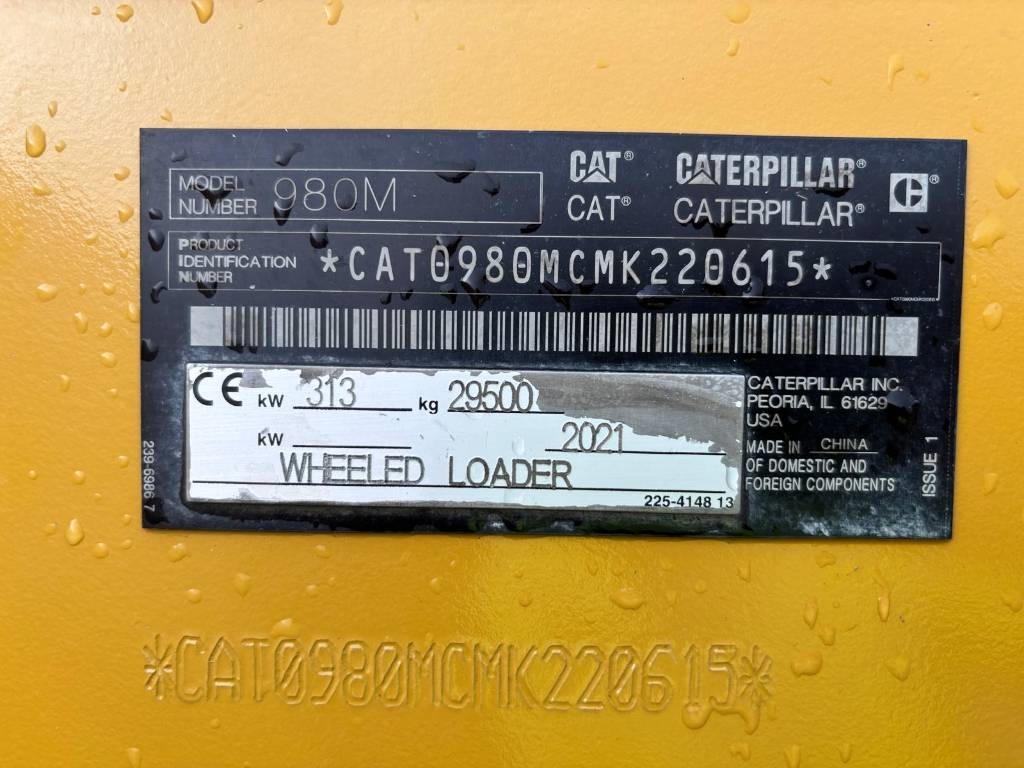 CAT® CATERPILLAR®
MODEL NUMBER 980M
CAT® CATERPILLAR®
PRODUCT IDENTIFICATION NUMBER *CAT0980MCMK220615*
CE kW 313 kg 29500
kW 2021
WHEELED LOADER
225-4148 13
CATERPILLAR INC.
PEORIA, IL 61629
USA
MADE IN CHINA
OF DOMESTIC AND
FOREIGN COMPONENTS
ISSUE 1
239-6986 7
*CAT0980MCMK220615*